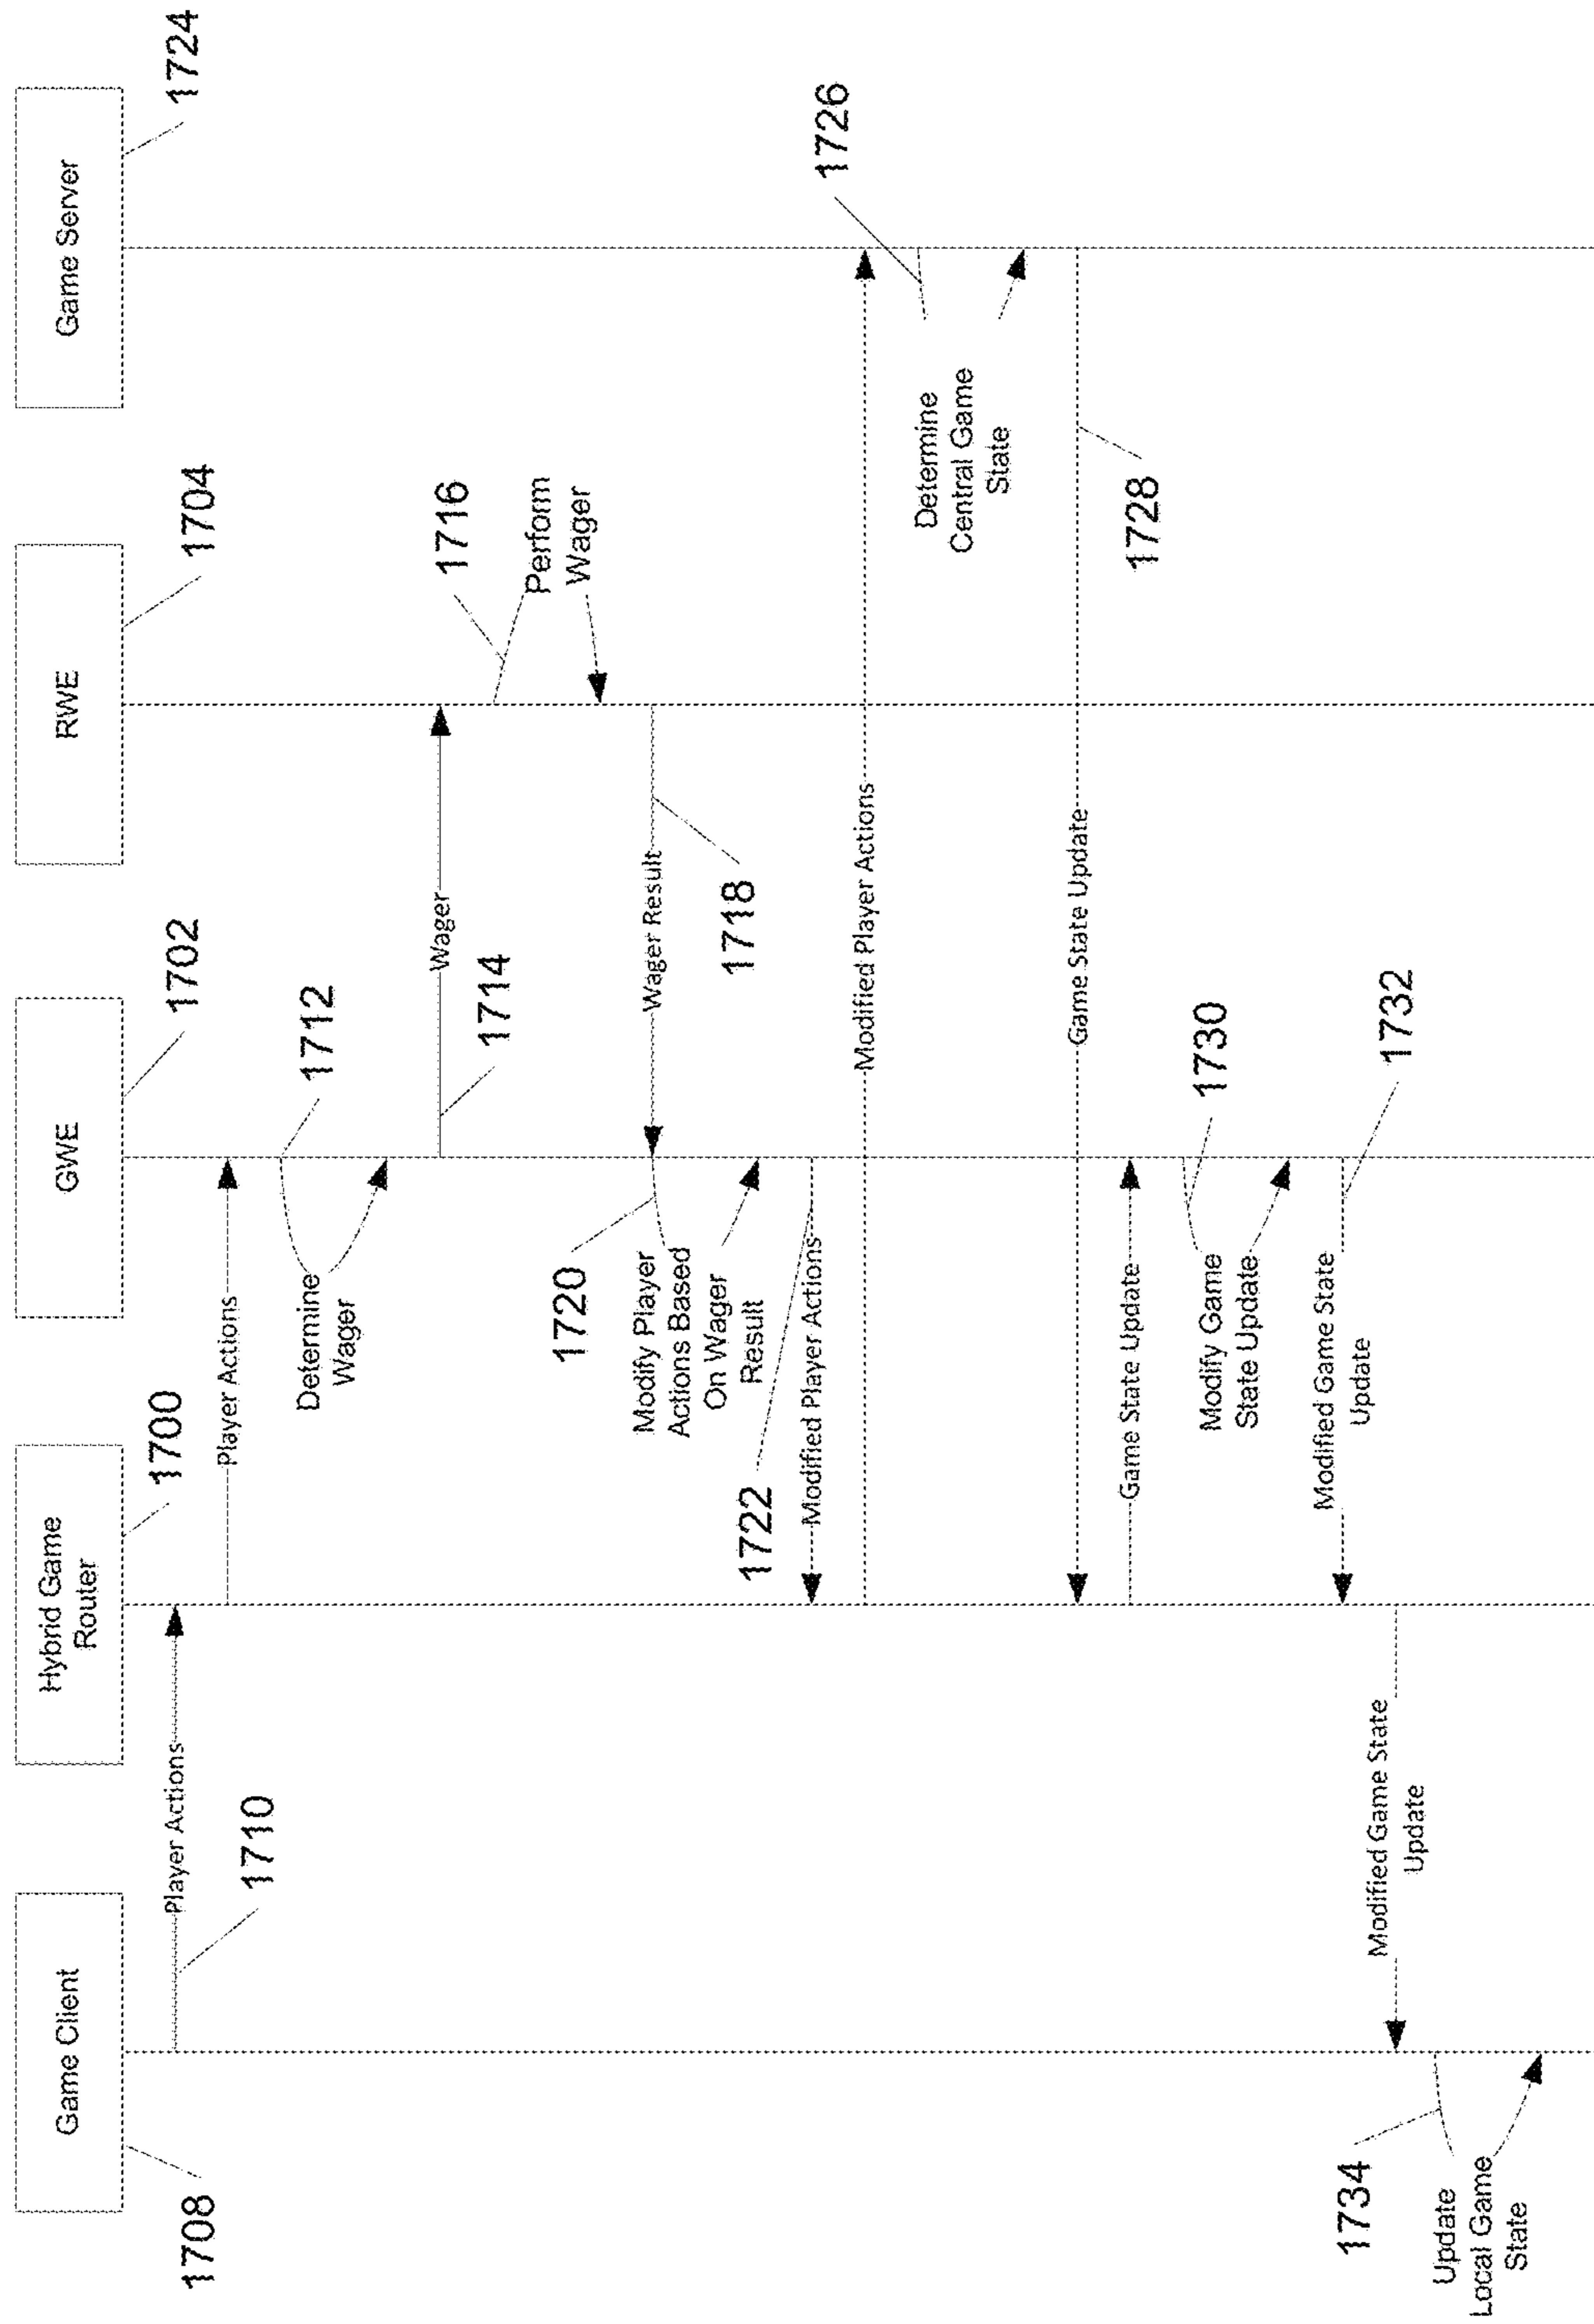 Game Client
1708
Hybrid Game
Router
1700
GWE
1702
RWE
1704
Game Server
1724
Player Actions
1710
Player Actions
Determine
Wager
1712
Wager
1714
1716
Perform
Wager
Wager Result
1718
1720
Modify Player
Actions Based
On Wager
Result
1722
Modified Player Actions
Modified Player Actions
1726
Determine
Central Game
State
Game State Update
1728
Game State Update
1730
Modify Game
State Update
Modified Game State
Update
1732
Modified Game State
Update
1734
Update
Local Game
State